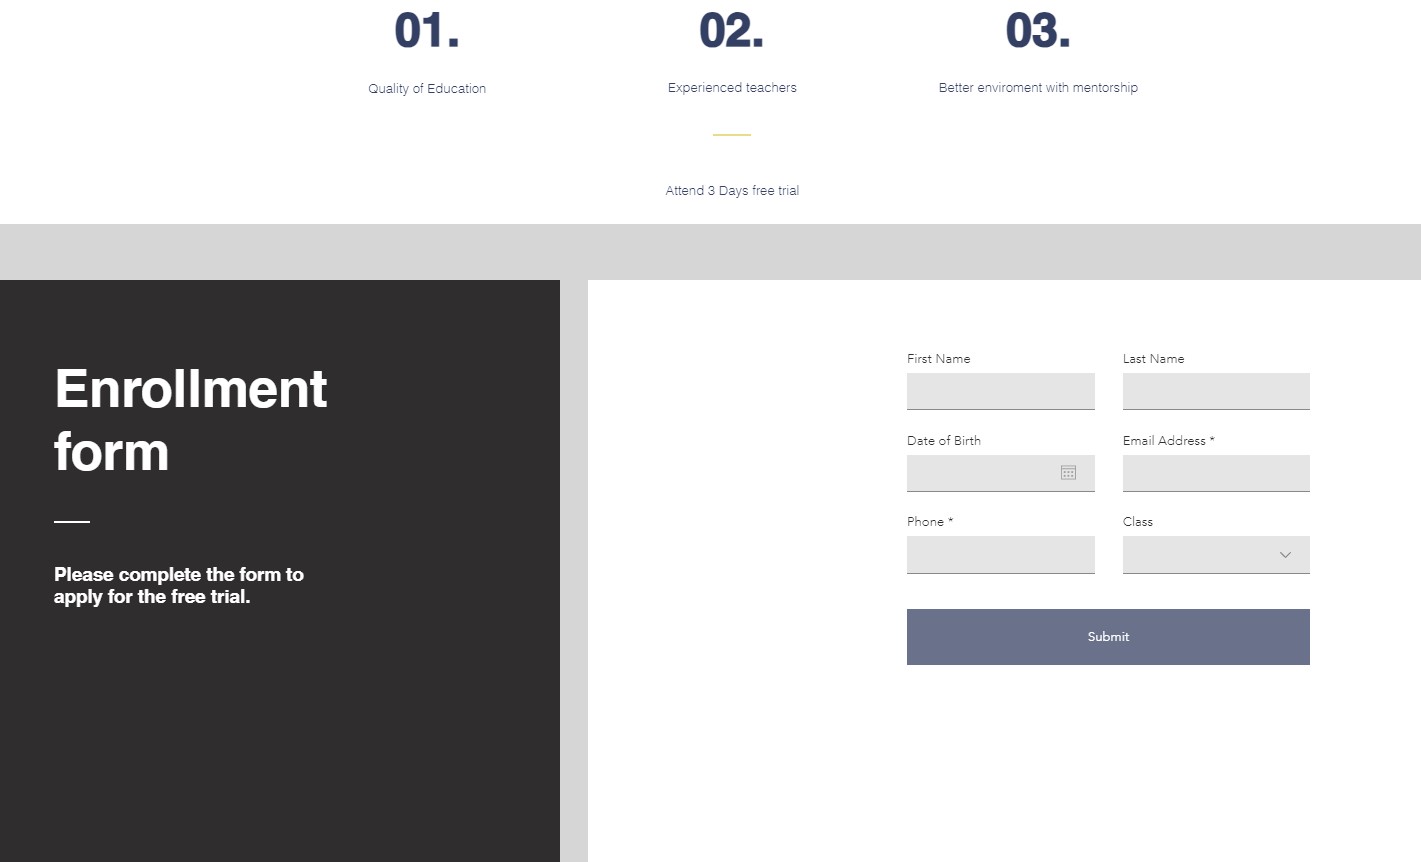 01.
02.
03.
Quality of Education
Experienced teachers
Better enviroment with mentorship
Attend 3 Days free trial
Enrollment
form
Please complete the form to
apply for the free trial.
First Name
Last Name
Date of Birth
Email Address *
Phone *
Class
Submit